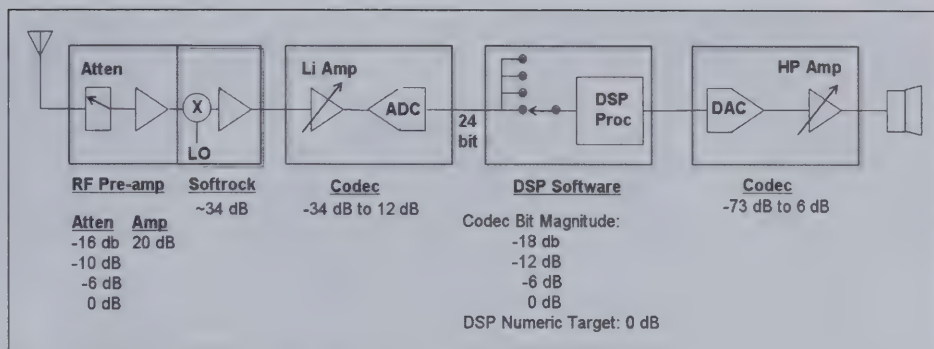 Atten
X
LO
Li Amp
ADC
24
bit
DSP
Proc
DAC
HP Amp
RF Pre-amp
Softrock
~34 dB
Codec
-34 dB to 12 dB
DSP Software
Codec
-73 dB to 6 dB
Atten Amp
-16 db 20 dB
-10 dB
-6 dB
0 dB
Codec Bit Magnitude:
-18 db
-12 dB
-6 dB
0 dB
DSP Numeric Target: 0 dB